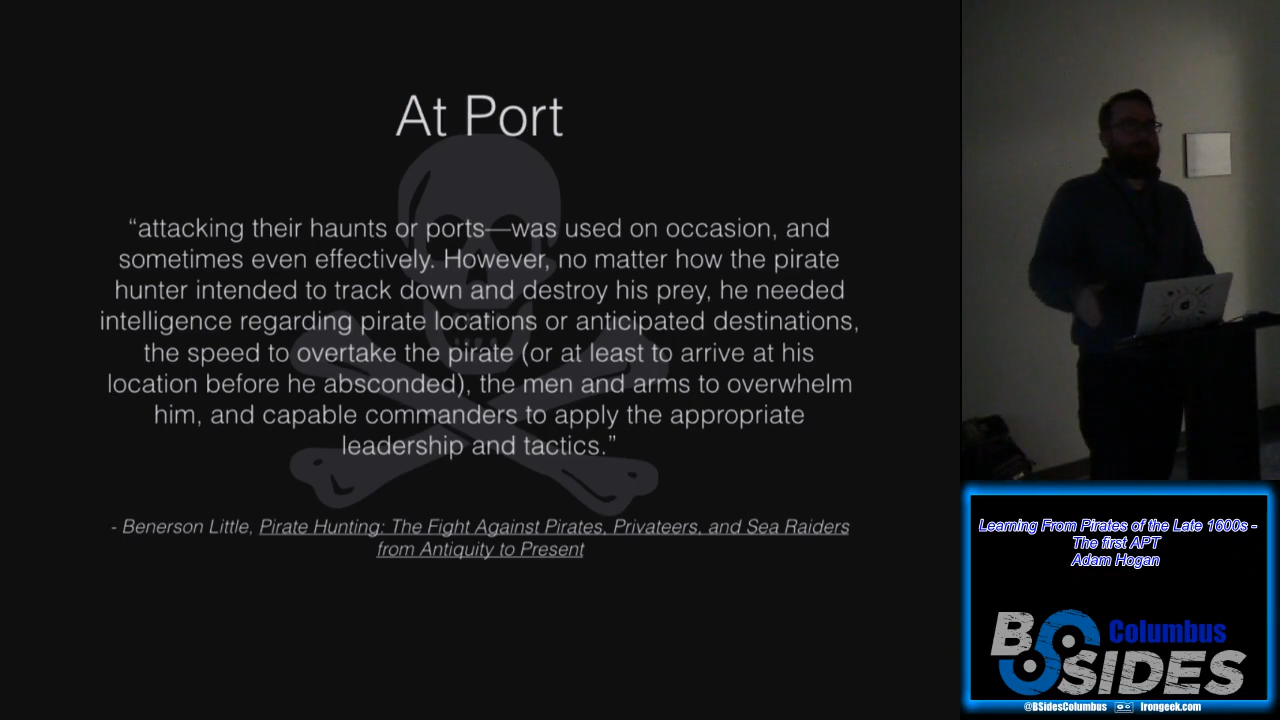 At Port
“attacking their haunts or ports—was used on occasion, and
sometimes even effectively. However, no matter how the pirate
hunter intended to track down and destroy his prey, he needed
intelligence regarding pirate locations or anticipated destinations,
the speed to overtake the pirate (or at least to arrive at his
location before he absconded), the men and arms to overwhelm
him, and capable commanders to apply the appropriate
leadership and tactics.”
- Benerson Little, Pirate Hunting: The Fight Against Pirates, Privateers, and Sea Raiders
from Antiquity to Present
Learning From Pirates of the Late 1600s -
The first APT
Adam Hogan
BSIDES Columbus
@BSidesColumbus Irongeek.com